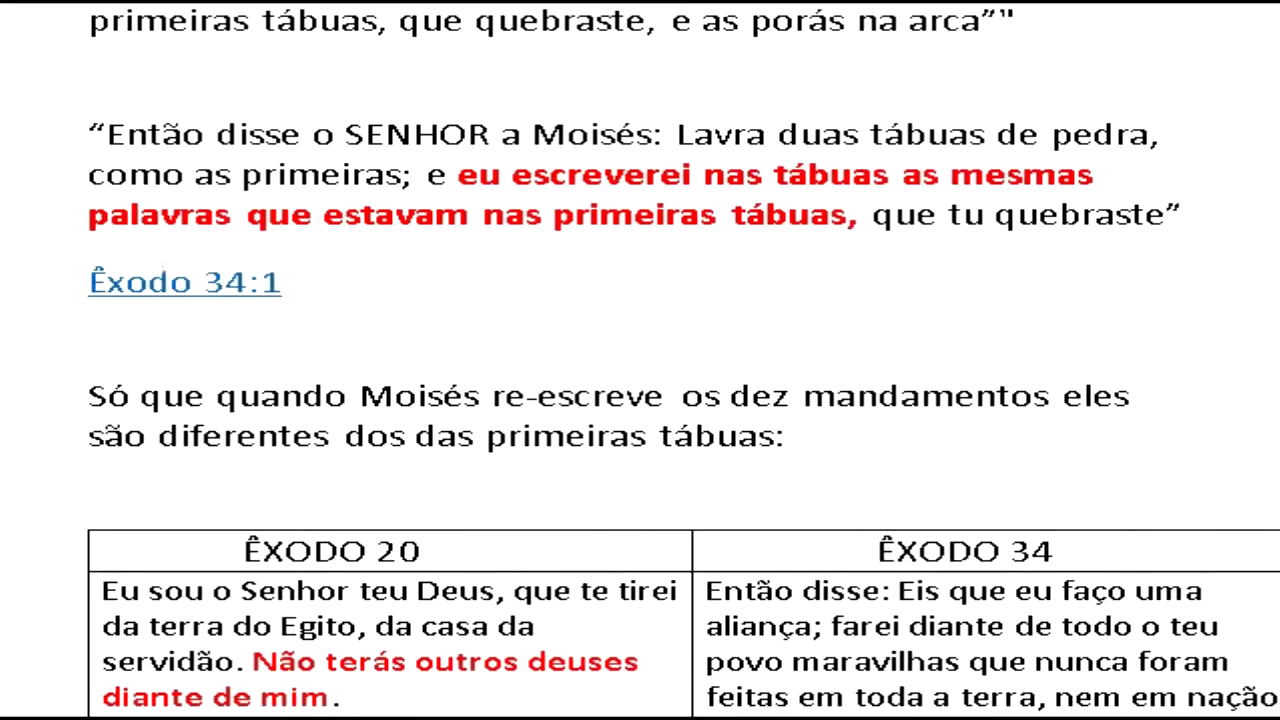 primeiras tábuas, que quebraste, e as porás na arca”"
“Então disse o SENHOR a Moisés: Lavra duas tábuas de pedra,
como as primeiras; e eu escreverei nas tábuas as mesmas
palavras que estavam nas primeiras tábuas, que tu quebraste”
Êxodo 34:1
Só que quando Moisés re-escreve os dez mandamentos eles
são diferentes dos das primeiras tábuas:
ÊXODO 20
Eu sou o Senhor teu Deus, que te tirei
da terra do Egito, da casa da
servidão. Não terás outros deuses
diante de mim.
ÊXODO 34
Então disse: Eis que eu faço uma
aliança; farei diante de todo o teu
povo maravilhas que nunca foram
feitas em toda a terra, nem em nação